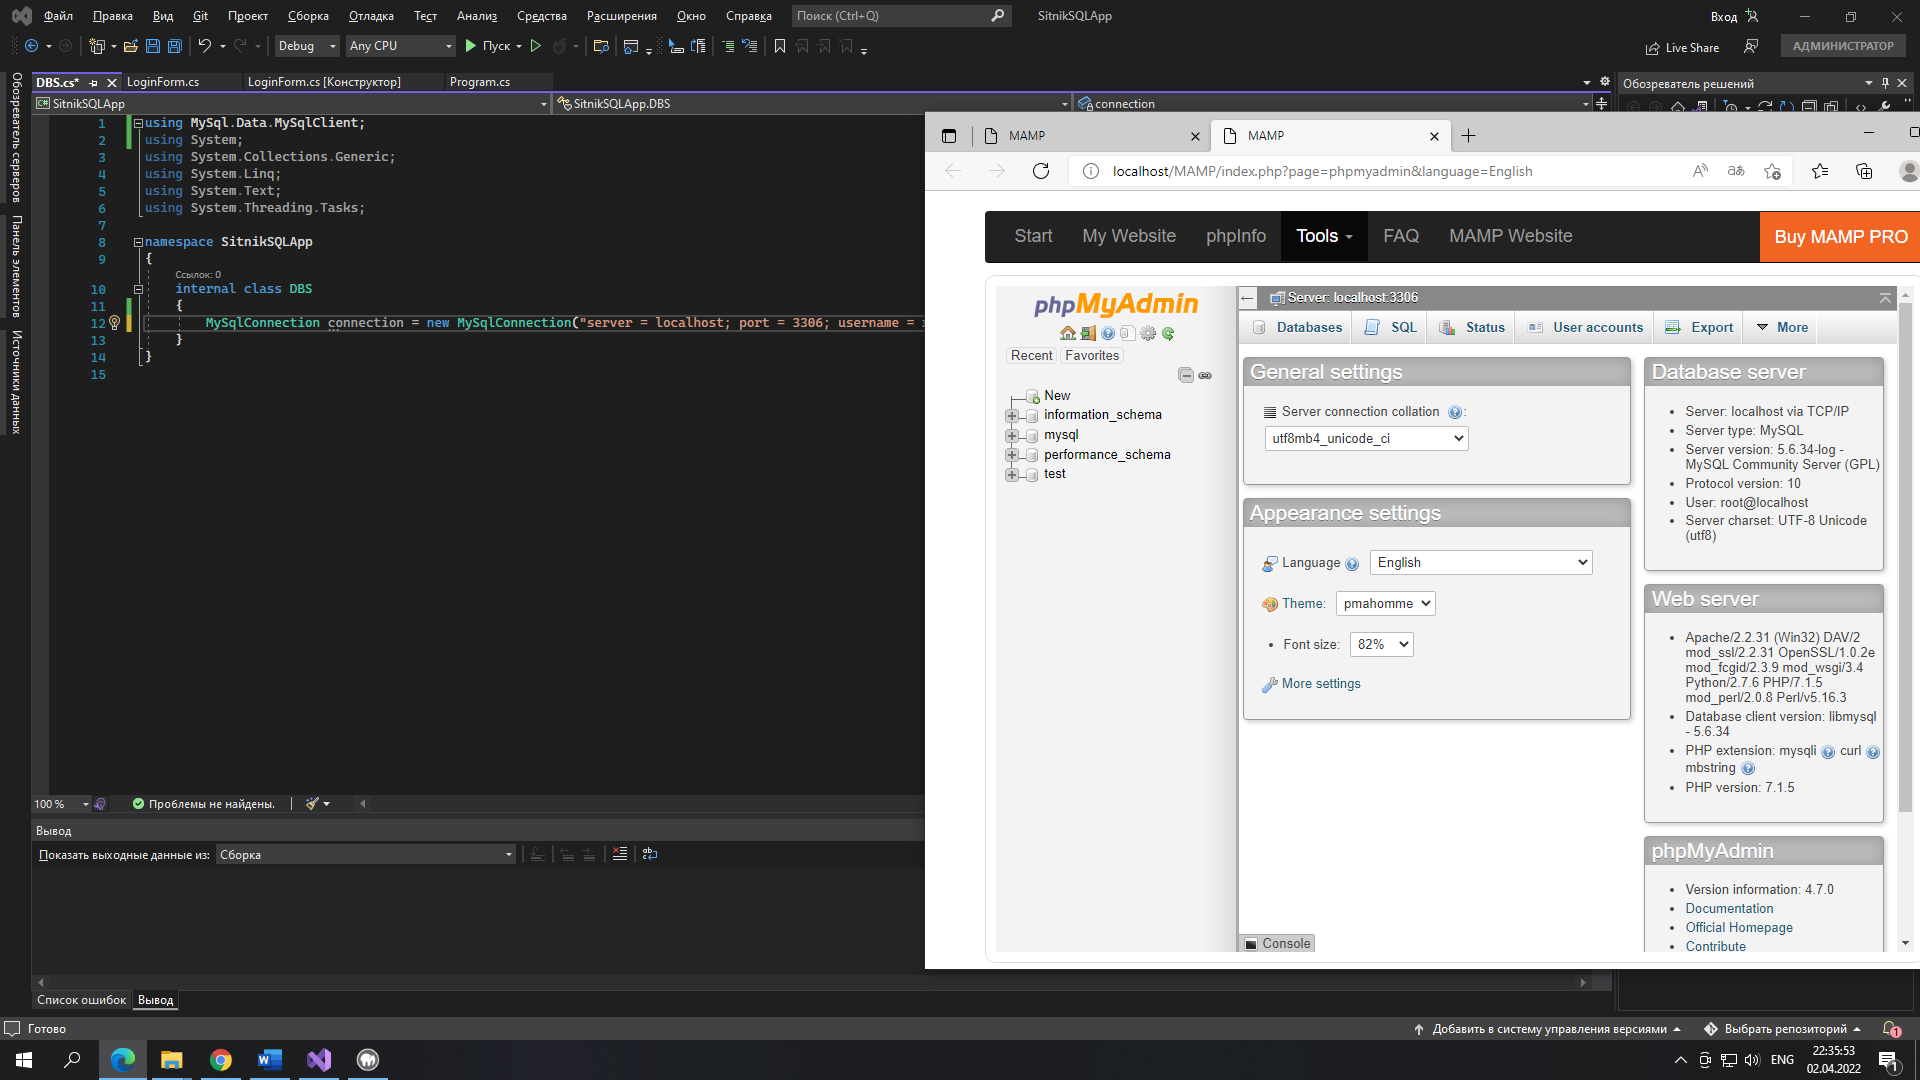 Файл Правка Вид Git Проект Сборка Отладка Тест Анализ Средства Расширения Окно Справка Поиск (Ctrl+Q) SitnikSQLApp Вход
Debug Any CPU Пуск Live Share АДМИНИСТРАТОР
DBS.cs* LoginForm.cs LoginForm.cs [Конструктор] Program.cs
SitnikSQLApp SitnikSQLApp.DBS connection
Обозреватель решений
Обозреватель серверов
Панель элементов
Источники данных
1 using MySql.Data.MySqlClient;
2 using System;
3 using System.Collections.Generic;
4 using System.Linq;
5 using System.Text;
6 using System.Threading.Tasks;
7
8 namespace SitnikSQLApp
9 {
Ссылок: 0
10 internal class DBS
11 {
12 MySqlConnection connection = new MySqlConnection("server = localhost; port = 3306; username =
13 }
14 }
15
100 % Проблемы не найдены.
Вывод
Показать выходные данные из: Сборка
Список ошибок Вывод
Готово
Добавить в систему управления версиями Выбрать репозиторий 1
MAMP MAMP
localhost/MAMP/index.php?page=phpmyadmin&language=English
Start My Website phpInfo Tools FAQ MAMP Website Buy MAMP PRO
phpMyAdmin
Recent Favorites
New
information_schema
mysql
performance_schema
test
Server: localhost:3306
Databases SQL Status User accounts Export More
General settings
Server connection collation :
utf8mb4_unicode_ci
Appearance settings
Language English
Theme: pmahomme
• Font size: 82%
More settings
Console
Database server
• Server: localhost via TCP/IP
• Server type: MySQL
• Server version: 5.6.34-log -
MySQL Community Server (GPL)
• Protocol version: 10
• User: root@localhost
• Server charset: UTF-8 Unicode
(utf8)
Web server
• Apache/2.2.31 (Win32) DAV/2
mod_ssl/2.2.31 OpenSSL/1.0.2e
mod_fcgid/2.3.9 mod_wsgi/3.4
Python/2.7.6 PHP/7.1.5
mod_perl/2.0.8 Perl/v5.16.3
• Database client version: libmysql
- 5.6.34
• PHP extension: mysqli curl
mbstring
• PHP version: 7.1.5
phpMyAdmin
• Version information: 4.7.0
• Documentation
• Official Homepage
• Contribute
ENG
22:35:53
02.04.2022
1